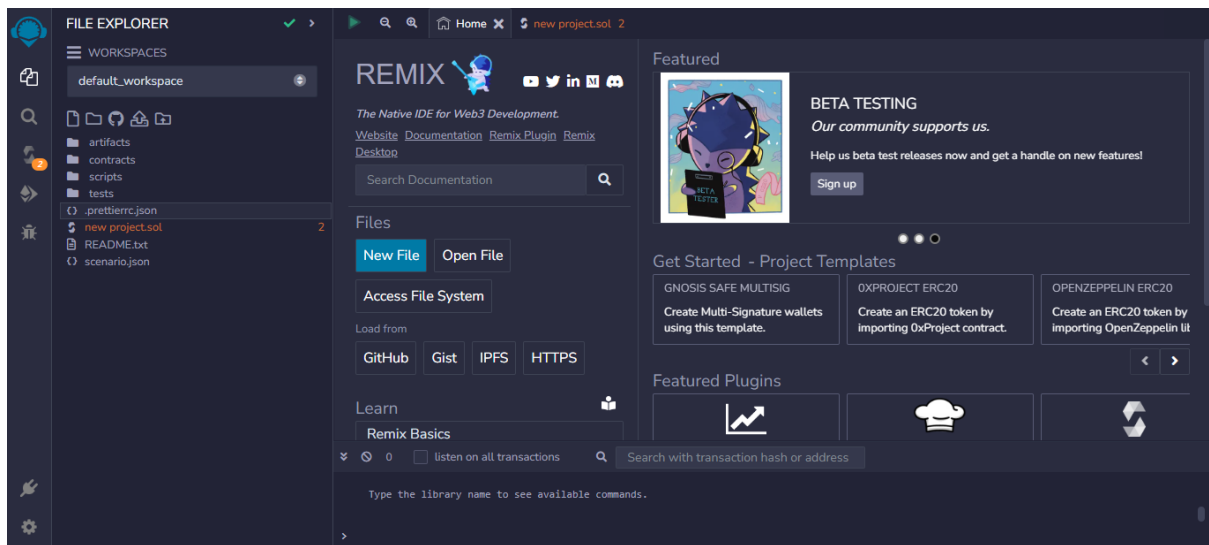 FILE EXPLORER
WORKSPACES
default_workspace
artifacts
contracts
scripts
tests
.prettierrc.json
new project.sol 2
README.txt
scenario.json
2
Home
new project.sol 2
REMIX
The Native IDE for Web3 Development.
Website Documentation Remix Plugin Remix
Desktop
Search Documentation
Files
New File Open File
Access File System
Load from
GitHub Gist IPFS HTTPS
Learn
Remix Basics
Featured
BETA TESTER
BETA TESTING
Our community supports us.
Help us beta test releases now and get a handle on new features!
Sign up
Get Started - Project Templates
GNOSIS SAFE MULTISIG
Create Multi-Signature wallets
using this template.
0XPROJECT ERC20
Create an ERC20 token by
importing 0xProject contract.
OPENZEPPELIN ERC20
Create an ERC20 token by
importing OpenZeppelin lit
Featured Plugins
0 listen on all transactions Search with transaction hash or address
Type the library name to see available commands.
>